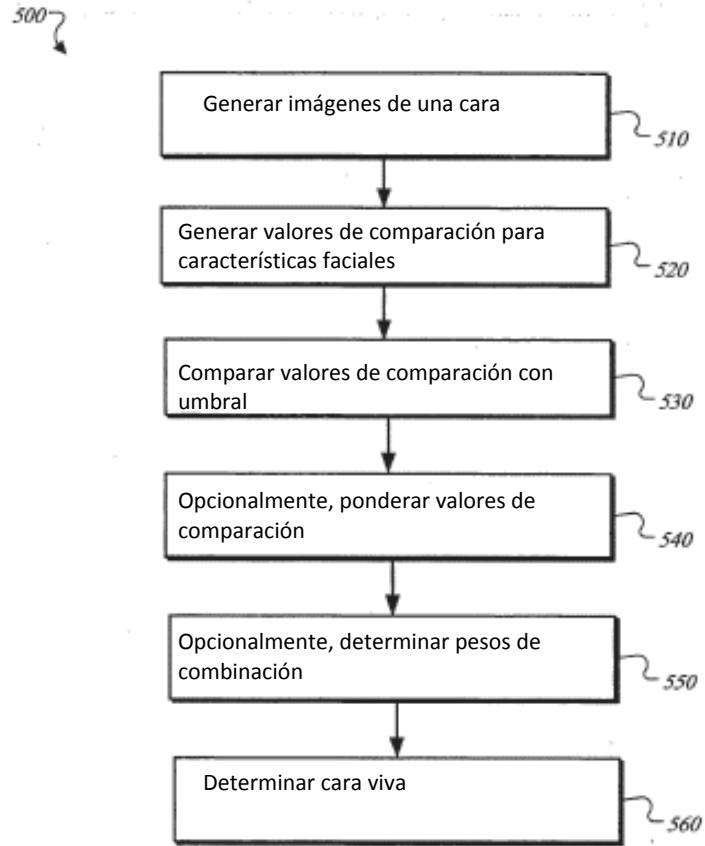 500
Generar imágenes de una cara
510
Generar valores de comparación para
características faciales
520
Comparar valores de comparación con
umbral
530
Opcionalmente, ponderar valores de
comparación
540
Opcionalmente, determinar pesos de
combinación
550
Determinar cara viva
560